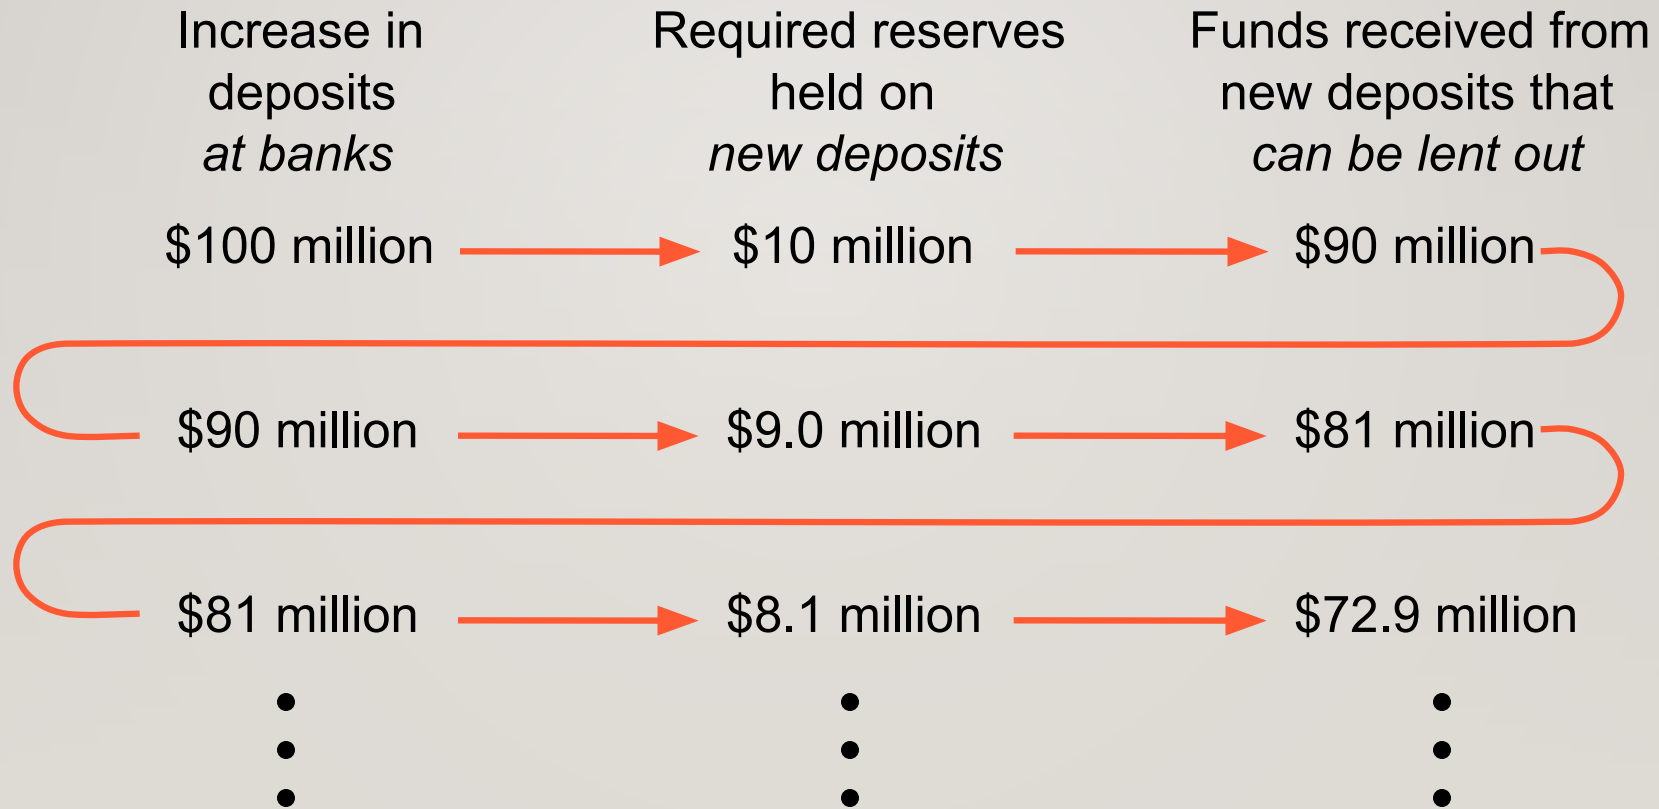 Increase in
deposits
at banks
Required reserves
held on
new deposits
Funds received from
new deposits that
can be lent out
$100 million
$10 million
$90 million
$90 million
$9.0 million
$81 million
$81 million
$8.1 million
$72.9 million